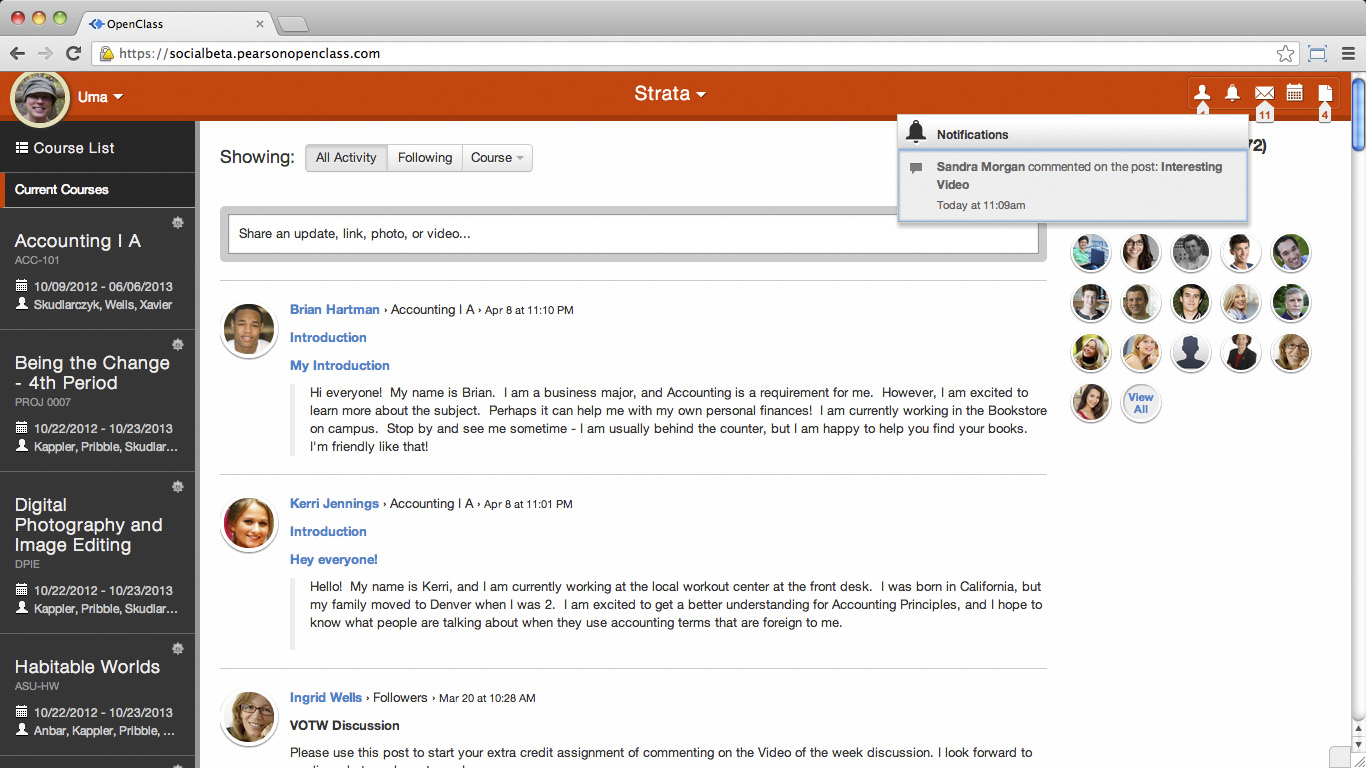 OpenClass
https://socialbeta.pearsonopenclass.com
Uma
Strata
11
4
Course List
Current Courses
Accounting I A
ACC-101
10/09/2012 - 06/06/2013
Skudlarczyk, Wells, Xavier
Being the Change
- 4th Period
PROJ 0007
10/22/2012 - 10/23/2013
Kappler, Pribble, Skudlar...
Digital
Photography and
Image Editing
DPIE
10/22/2012 - 10/23/2013
Kappler, Pribble, Skudlar...
Habitable Worlds
ASU-HW
10/22/2012 - 10/23/2013
Anbar, Kappler, Pribble, ...
Showing:
All Activity
Following
Course
Share an update, link, photo, or video...
Brian Hartman › Accounting I A › Apr 8 at 11:10 PM
Introduction
My Introduction
Hi everyone! My name is Brian. I am a business major, and Accounting is a requirement for me. However, I am excited to
learn more about the subject. Perhaps it can help me with my own personal finances! I am currently working in the Bookstore
on campus. Stop by and see me sometime - I am usually behind the counter, but I am happy to help you find your books.
I'm friendly like that!
Kerri Jennings › Accounting I A › Apr 8 at 11:01 PM
Introduction
Hey everyone!
Hello! My name is Kerri, and I am currently working at the local workout center at the front desk. I was born in California, but
my family moved to Denver when I was 2. I am excited to get a better understanding for Accounting Principles, and I hope to
know what people are talking about when they use accounting terms that are foreign to me.
Ingrid Wells › Followers › Mar 20 at 10:28 AM
VOTW Discussion
Please use this post to start your extra credit assignment of commenting on the Video of the week discussion. I look forward to
Notifications
Sandra Morgan commented on the post: Interesting
Video
Today at 11:09am
72)
View
All